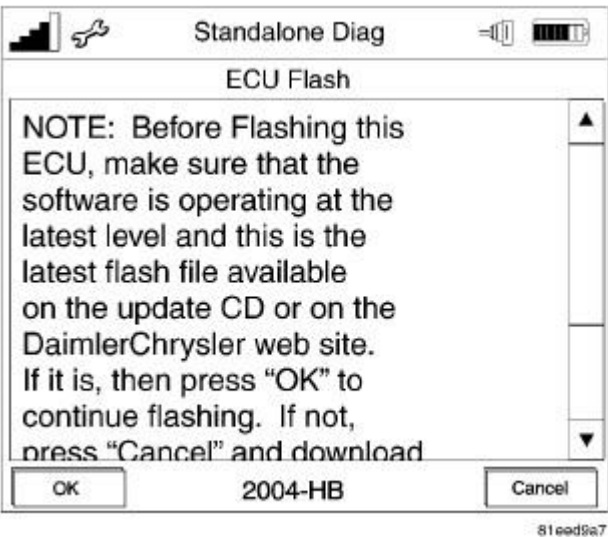 Standalone Diag
ECU Flash
NOTE: Before Flashing this
ECU, make sure that the
software is operating at the
latest level and this is the
latest flash file available
on the update CD or on the
DaimlerChrysler web site.
If it is, then press “OK” to
continue flashing. If not,
press “Cancel” and download
OK
2004-HB
Cancel
81eed9a7